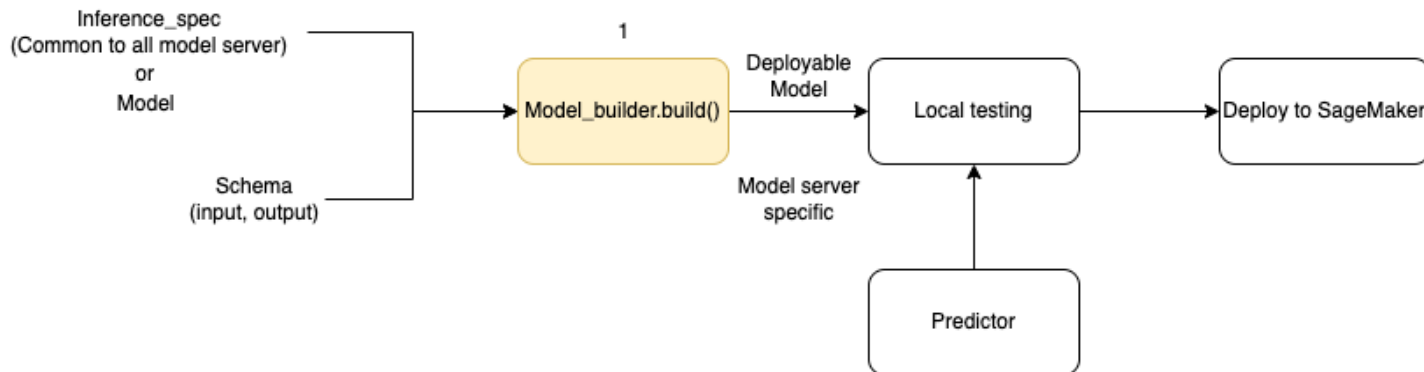 Inference_spec
(Common to all model server)
or
Model
Schema
(input, output)
1
Model_builder.build()
Deployable
Model
Model server
specific
Local testing
Predictor
Deploy to SageMaker